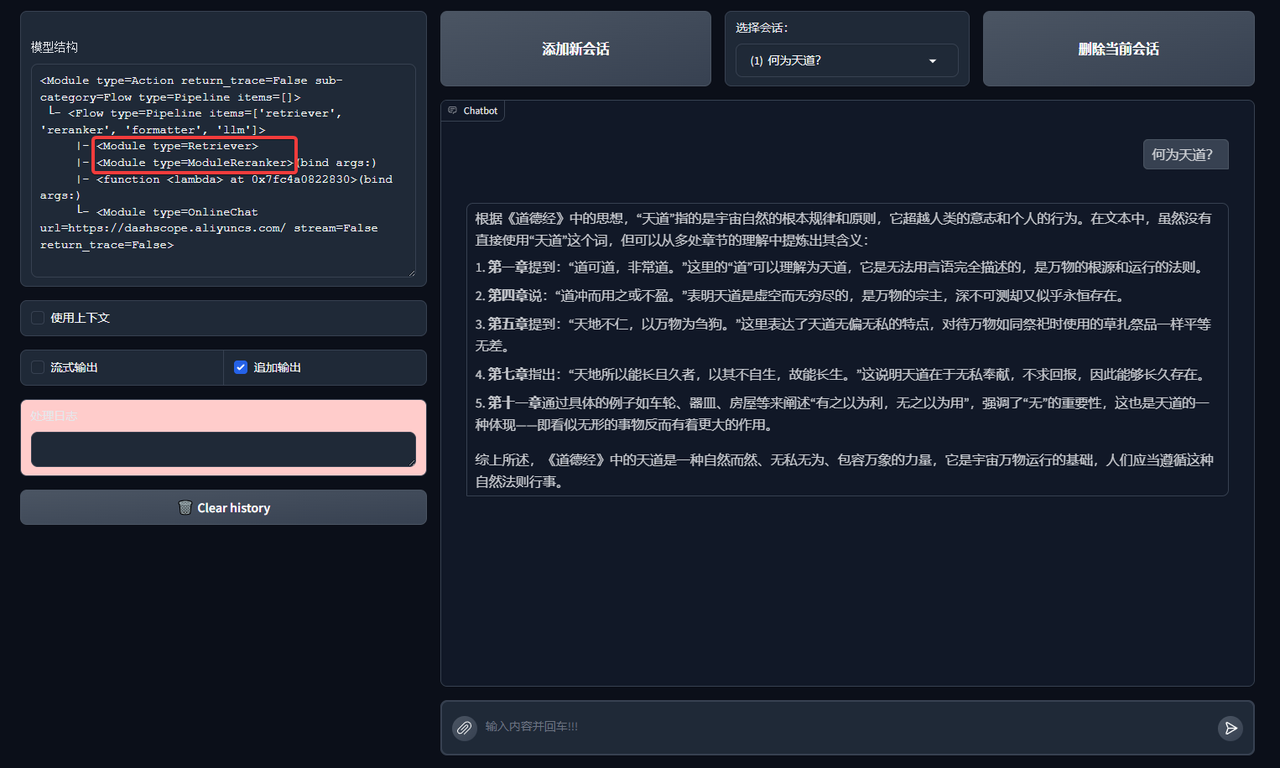 模型结构
<Module type=Action return_trace=False sub-
category=Flow type=Pipeline items=[]>
└─ <Flow type=Pipeline items=['retriever',
'reranker', 'formatter', 'llm']>
|─ <Module type=Retriever>
|─ <Module type=ModuleReranker>(bind args:)
|─ <function <lambda> at 0x7fc4a0822830>(bind
args:)
└─ <Module type=OnlineChat
url=https://dashscope.aliyuncs.com/ stream=False
return_trace=False>
使用上下文
流式输出
追加输出
处理日志
Clear history
添加新会话
选择会话：
(1) 何为天道？
删除当前会话
Chatbot
何为天道？
根据《道德经》中的思想，“天道”指的是宇宙自然的根本规律和原则，它超越人类的意志和个人的行为。在文本中，虽然没有
直接使用“天道”这个词，但可以从多处章节的理解中提炼出其含义：
1. 第一章提到：“道可道，非常道。”这里的“道”可以理解为天道，它是无法用言语完全描述的，是万物的根源和运行的法则。
2. 第四章说：“道冲而用之或不盈。”表明天道是虚空而无穷尽的，是万物的宗主，深不可测却又似乎永恒存在。
3. 第五章提到：“天地不仁，以万物为刍狗。”这里表达了天道无偏无私的特点，对待万物如同祭祀时使用的草扎祭品一样平等
无差。
4. 第七章指出：“天地所以能长且久者，以其不自生，故能长生。”这说明天道在于无私奉献，不求回报，因此能够长久存在。
5. 第十一章通过具体的例子如车轮、器皿、房屋等来阐述“有之以为利，无之以为用”，强调了“无”的重要性，这也是天道的一
种体现——即看似无形的事物反而有着更大的作用。
综上所述，《道德经》中的天道是一种自然而然、无私无为、包容万象的力量，它是宇宙万物运行的基础，人们应当遵循这种
自然法则行事。
输入内容并回车!!!